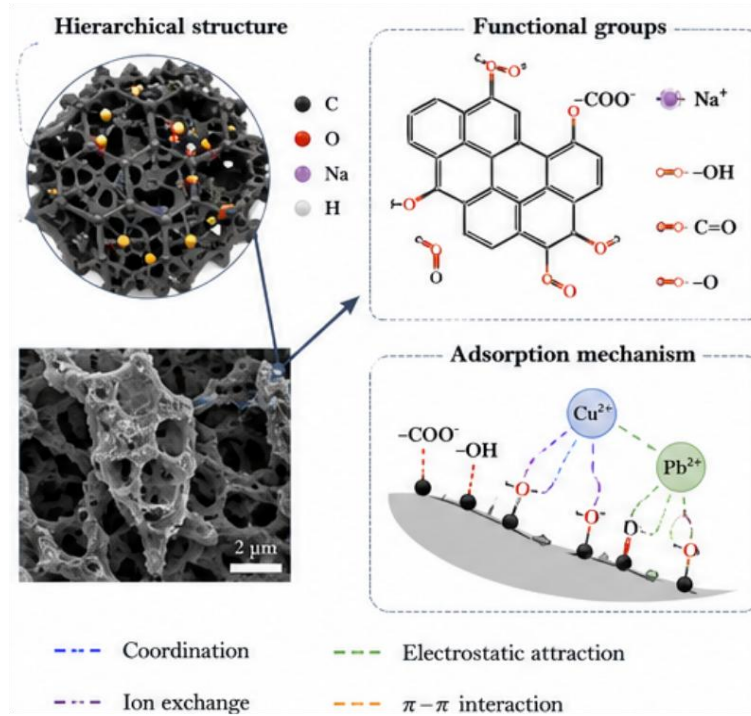 Hierarchical structure
C
O
Na
H
2 µm
Functional groups
O
O
–COO⁻
O
O
O
O
O
O
O
Na⁺
–OH
C=O
–O
Adsorption mechanism
–COO⁻
–OH
Cu²⁺
Pb²⁺
O
O
O
Coordination
Electrostatic attraction
Ion exchange
π–π interaction